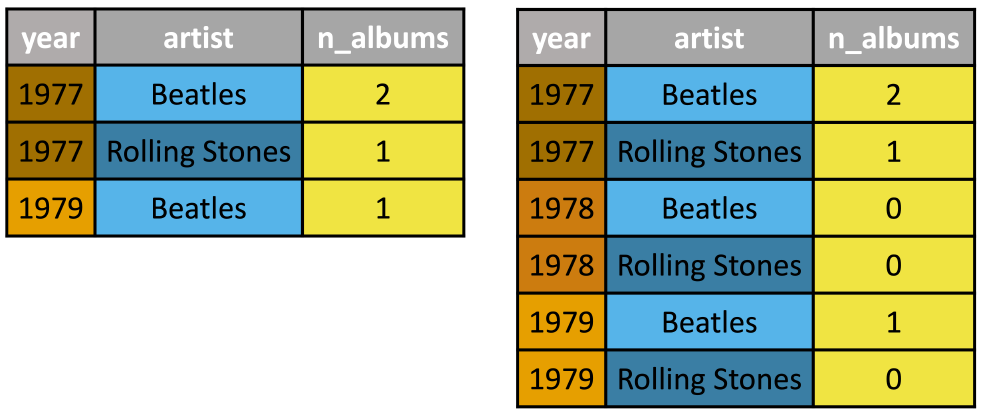 year artist n_albums
1977 Beatles 2
1977 Rolling Stones 1
1979 Beatles 1
year artist n_albums
1977 Beatles 2
1977 Rolling Stones 1
1978 Beatles 0
1978 Rolling Stones 0
1979 Beatles 1
1979 Rolling Stones 0